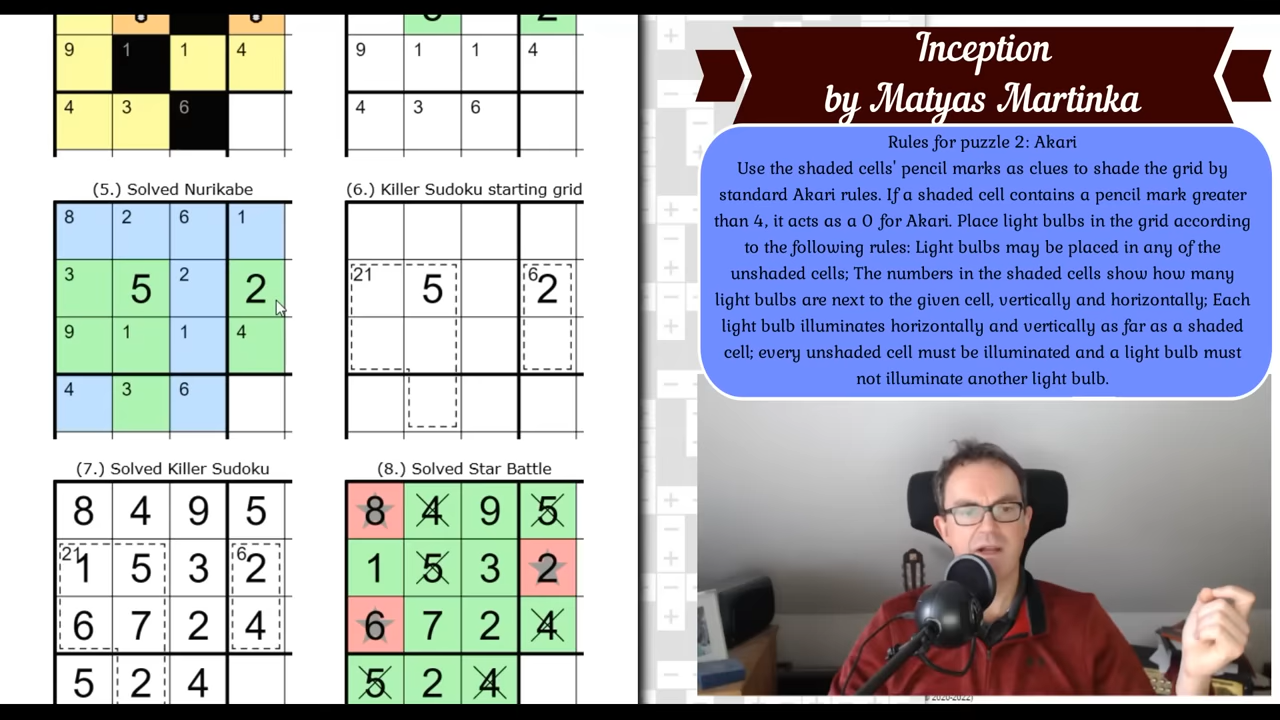 8 8
2
9 1 1 4
9 1 1 4
4 3 6
4 3 6
(5.) Solved Nurikabe
8 2 6 1
3 5 2 2
9 1 1 4
4 3 6
(6.) Killer Sudoku starting grid
21 5 6 2
(7.) Solved Killer Sudoku
8 4 9 5
21 1 5 3 6 2
6 7 2 4
5 2 4
(8.) Solved Star Battle
8 4 9 5
1 5 3 2
6 7 2 4
5 2 4
Inception
by Matyas Martinka
Rules for puzzle 2: Akari
Use the shaded cells' pencil marks as clues to shade the grid by
standard Akari rules. If a shaded cell contains a pencil mark greater
than 4, it acts as a 0 for Akari. Place light bulbs in the grid according
to the following rules: Light bulbs may be placed in any of the
unshaded cells; The numbers in the shaded cells show how many
light bulbs are next to the given cell, vertically and horizontally; Each
light bulb illuminates horizontally and vertically as far as a shaded
cell; every unshaded cell must be illuminated and a light bulb must
not illuminate another light bulb.
2020-2022)